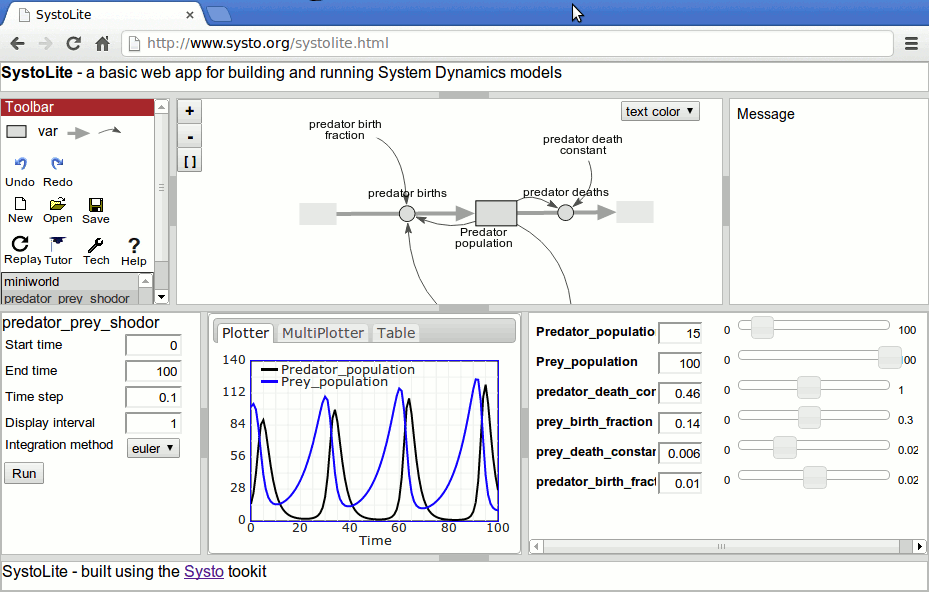 SystoLite
http://www.systo.org/systolite.html
SystoLite - a basic web app for building and running System Dynamics models
Toolbar
var
Undo Redo
New Open Save
Replay Tutor Tech Help
miniworld
predator_prey_shodor
+
-
[ ]
text color
predator birth
fraction
predator death
constant
predator births
predator deaths
Predator
population
Message
predator_prey_shodor
Start time 0
End time 100
Time step 0.1
Display interval 1
Integration method euler
Run
Plotter MultiPlotter Table
Predator_population
Prey_population
140
112
84
56
28
0
0 20 40 60 80 100
Time
Predator_populatio 15 0 100
Prey_population 100 0 00
predator_death_cor 0.46 0 1
prey_birth_fraction 0.14 0 0.3
prey_death_constar 0.006 0 0.02
predator_birth_fract 0.01 0 0.02
SystoLite - built using the Systo tookit